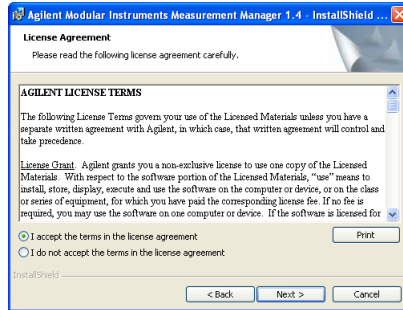 Agilent Modular Instruments Measurement Manager 1.4 - InstallShield ...
License Agreement
Please read the following license agreement carefully.
AGILENT LICENSE TERMS
The following License Terms govern your use of the Licensed Materials unless you have a
separate written agreement with Agilent, in which case, that written agreement will control and
take precedence.
License Grant. Agilent grants you a non-exclusive license to use one copy of the Licensed
Materials. With respect to the software portion of the Licensed Materials, "use" means to
install, store, display, execute and use the software on the computer or device, or on the class
or series of equipment, for which you have paid the corresponding license fee. If no fee is
required, you may use the software on one computer or device. If the software is licensed for
I accept the terms in the license agreement
Print
I do not accept the terms in the license agreement
InstallShield
< Back Next > Cancel